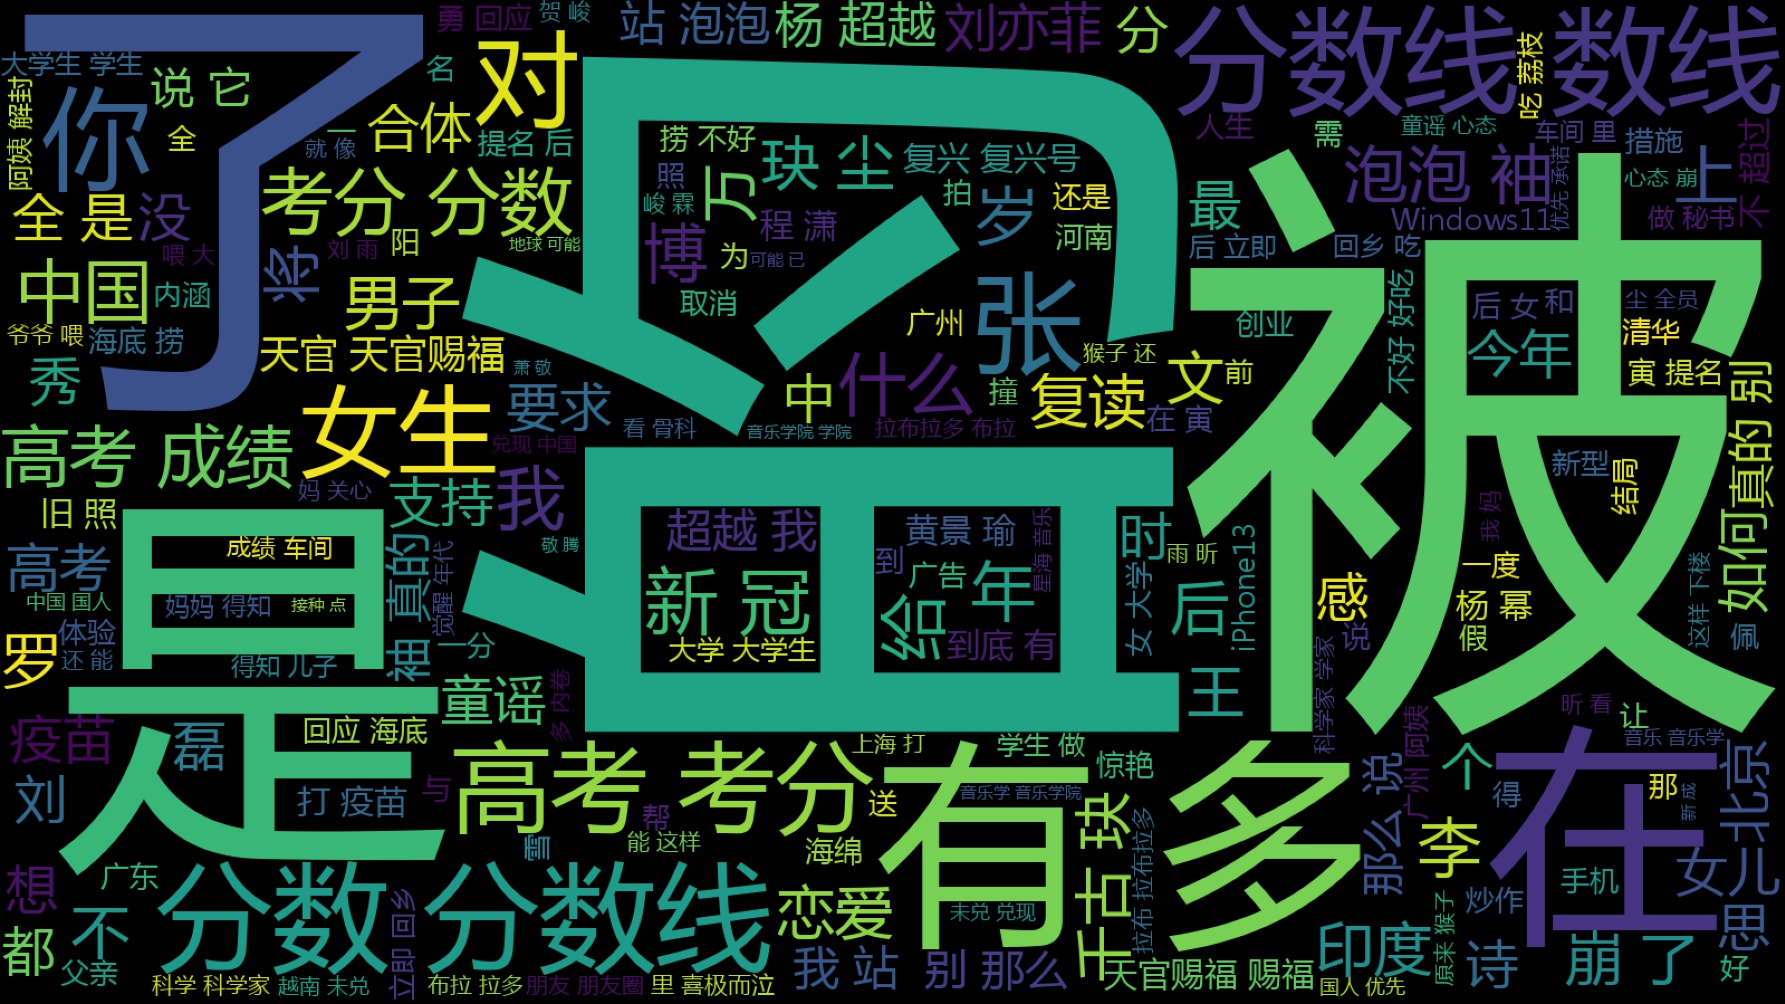 了
勇 回应
贺 峻
站 泡泡
杨 超越
刘亦菲
分
分数线 数线
吃 荔枝
大学生 学生
说 它
名
对
你
全
一
合体
就 像
提名 后
阿姨 解封
捞 不好
玦 尘
复兴 复兴号
人生
需
童谣 心态
车间 里
措施
超过
不
照
万
拍
还是
岁
最
泡泡 袖
优先 承诺
上
心态 崩
全 是
没
考分 分数
峻 霖
程 潇
河南
Windows11
做 秘书
刘 雨
阳
地球 可能
博
为
可能 已
后 立即
回乡 吃
喂 大
将
中国
内涵
男子
取消
广州
张
创业
不好 好吃
后 女
和
尘 全员
被
爷爷 喂
海底 捞
天官 天官赐福
猴子 还
今年
清华
寅 提名
秀
萧 敬
要求
什么
中
撞
复读
文
前
如何 真的 别
女生
看 骨科
音乐学院 学院
拉布拉多 布拉
在 寅
高考 成绩
兑现 中国
新型
结局
妈 关心
支持
我
旧 照
是
超越 我
黄景 瑜
星海 音乐
时
雨 昕
iPhone13
我 妈
成绩 车间
袖 真的
觉醒 年代
敬 腾
到
高考
新 冠
广告
年
给
后
感
一度
杨 幂
这样 下楼
中国 国人
妈妈 得知
接种 点
罗
体验
一分
大学 大学生
到底 有
女 大学
说
假
佩
还 能
得知 儿子
科学家 学家
王
童谣
多 内卷
昕 看
让
疫苗
磊
回应 海底
上海 打
学生 做
广州 阿姨
音乐 音乐学
高考 考分
有
惊艳
多
那么 说
个
在
北京
刘
打 疫苗
与
送
音乐学 音乐学院
得
那
新 成
帮
能 这样
雪
海绵
千古 玦
拉布 拉布拉多
李
想
广东
分数 分数线
恋爱
未兑 兑现
原来 猴子
手机
女儿
不
立即 回乡
炒作
都
父亲
我 站
别 那么
天官赐福 赐福
印度
诗
崩 了
思
好
科学 科学家
越南 未兑
布拉 拉多
朋友 朋友圈
里 喜极而泣
国人 优先